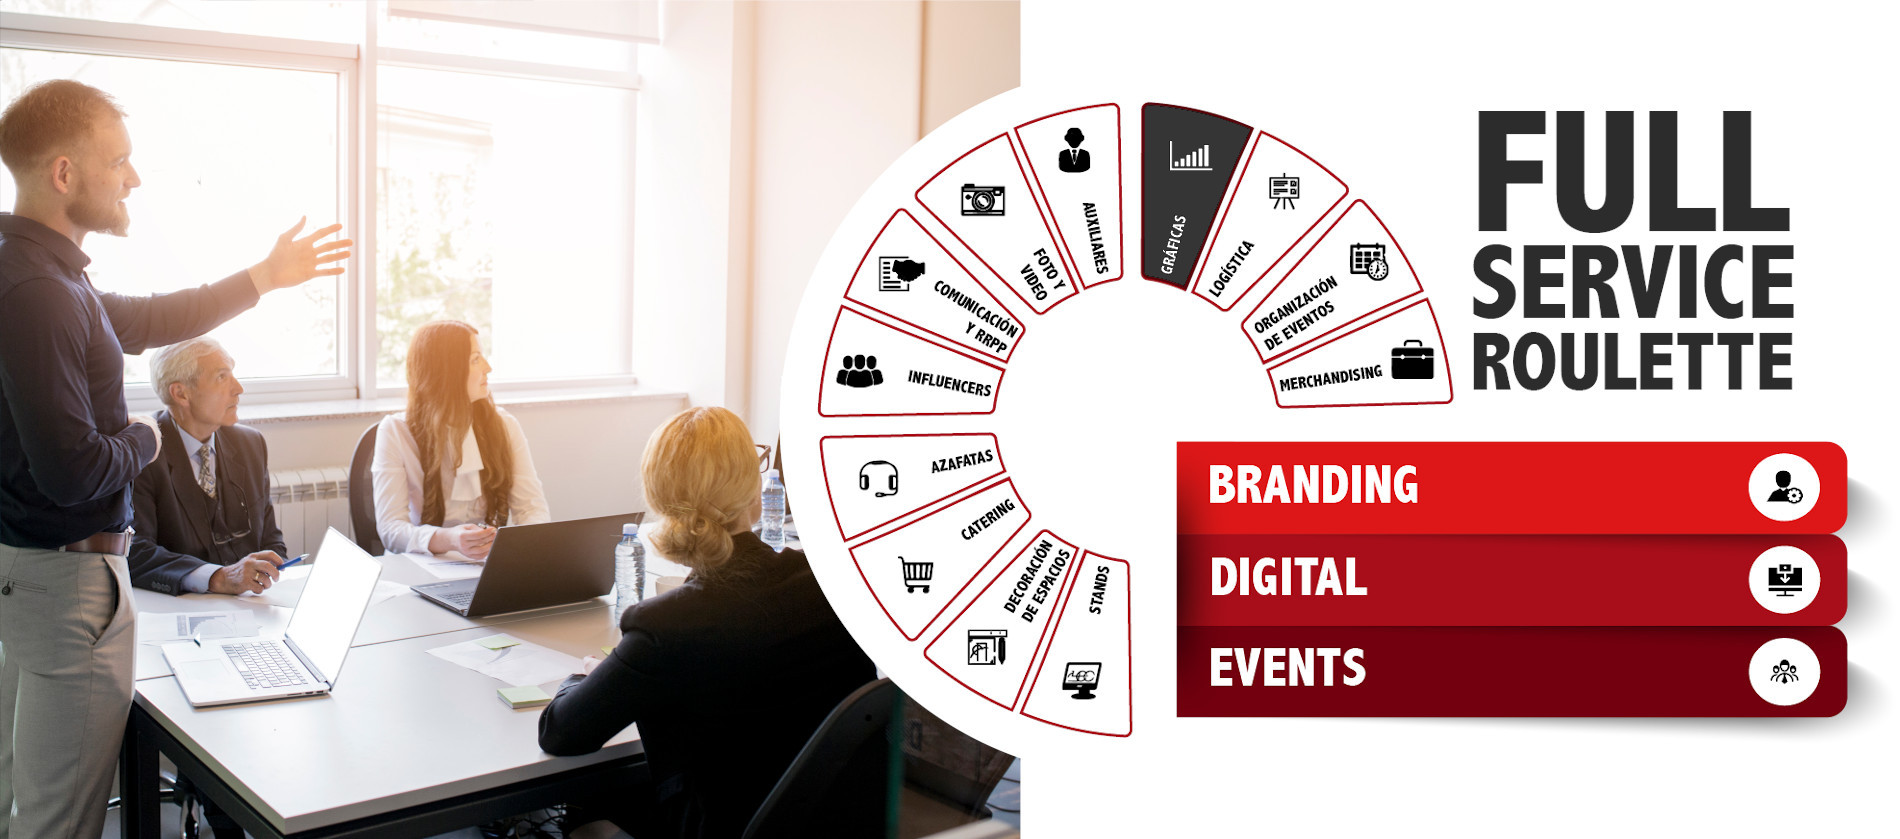 FULL
SERVICE
ROULETTE
AUXILIARES
GRÁFICAS
LOGÍSTICA
ORGANIZACIÓN
DE EVENTOS
MERCHANDISING
FOTO Y
VIDEO
COMUNICACIÓN
Y RRPP
INFLUENCERS
AZAFATAS
CATERING
DECORACIÓN
DE ESPACIOS
STANDS
BRANDING
DIGITAL
EVENTS